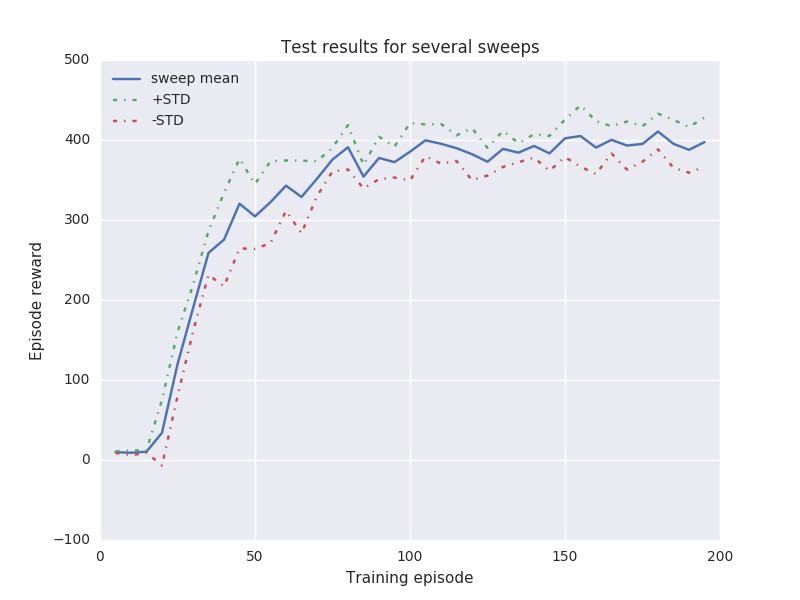 Test results for several sweeps
500
400
300
200
100
0
−100
sweep mean
+STD
-STD
Episode reward
0 50 100 150 200
Training episode